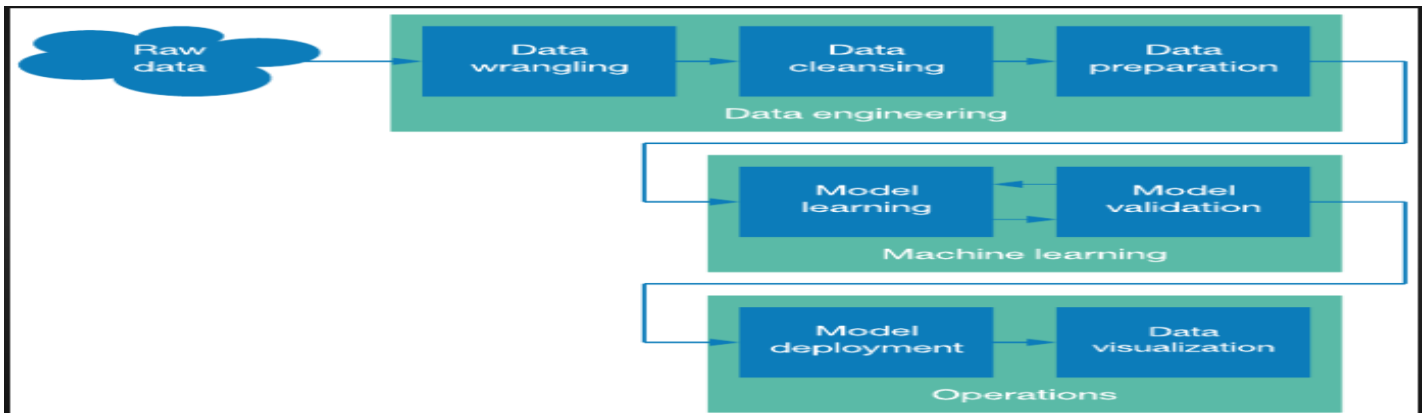 Raw
data
Data
wrangling
Data
cleansing
Data
preparation
Data engineering
Model
learning
Model
validation
Machine learning
Model
deployment
Data
visualization
Operations